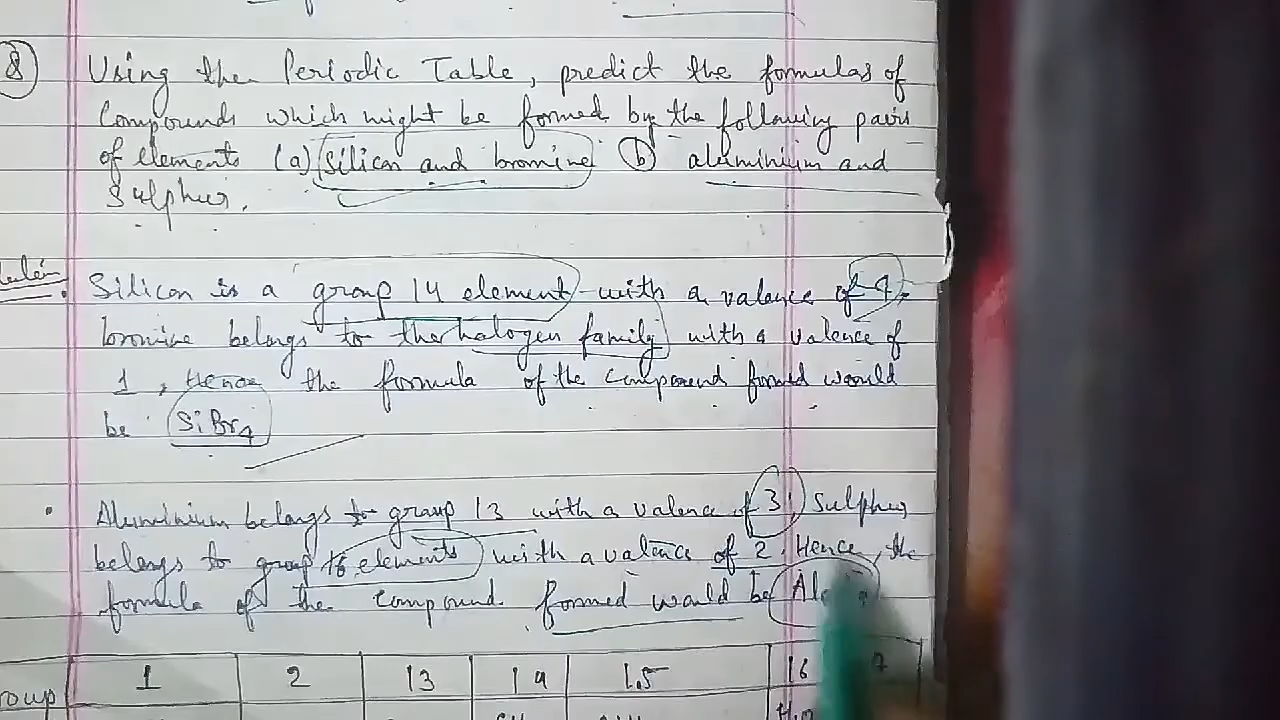 8 Using the Periodic Table, predict the formulas of
Compounds which might be formed by the following pairs
of elements (a) silicon and bromine (b) aluminium and
Sulphur.
Silicon is a group 14 element with a valence of 4,
bromine belongs to the halogen family with a valence of
1, Hence the formula of the compound formed would
be SiBr4
• Aluminium belongs to group 13 with a valence of 3; Sulphur
belongs to group 16 elements with a valence of 2. Hence, the
formula of the compound formed would be Al
roup 1 2 13 14 15 16 7